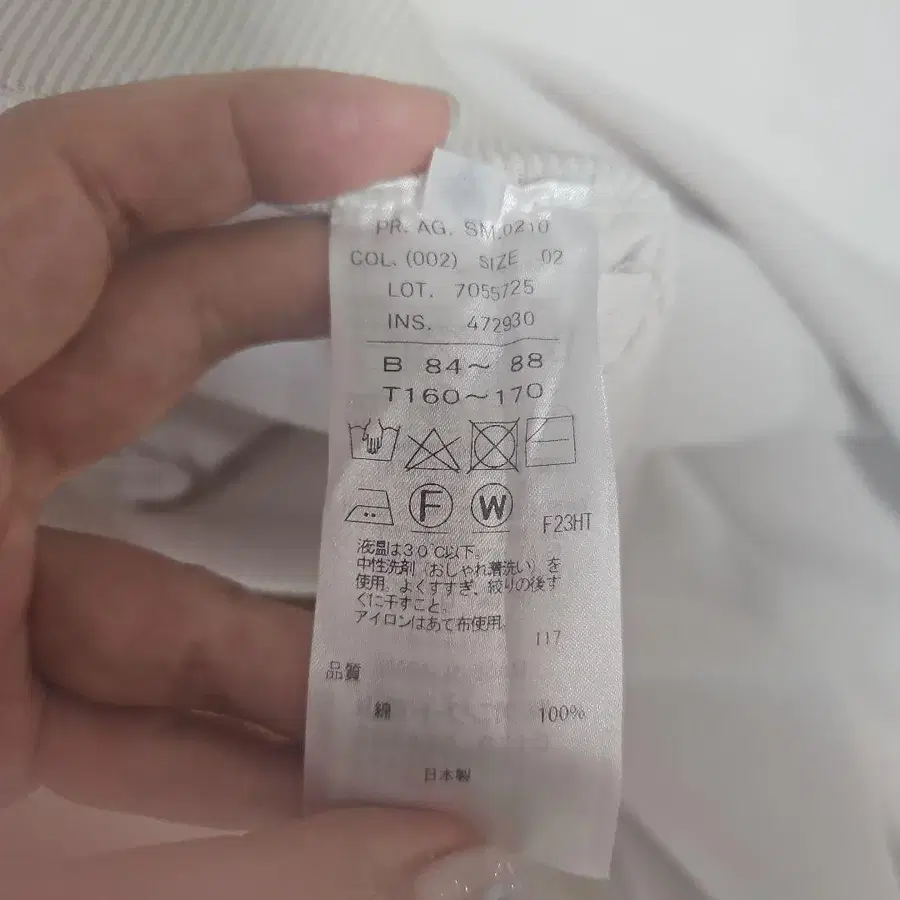 PR. AG. SM.0210
COL. (002) SIZE 02
LOT. 7055725
INS. 472930
B 84〜 88
T160〜170
F W F23HT
液温は30℃以下。
中性洗剤（おしゃれ着洗い）を
使用。よくすすぎ、絞りの後す
ぐに干すこと。
アイロンはあて布使用。
117
品質
綿 100%
日本製